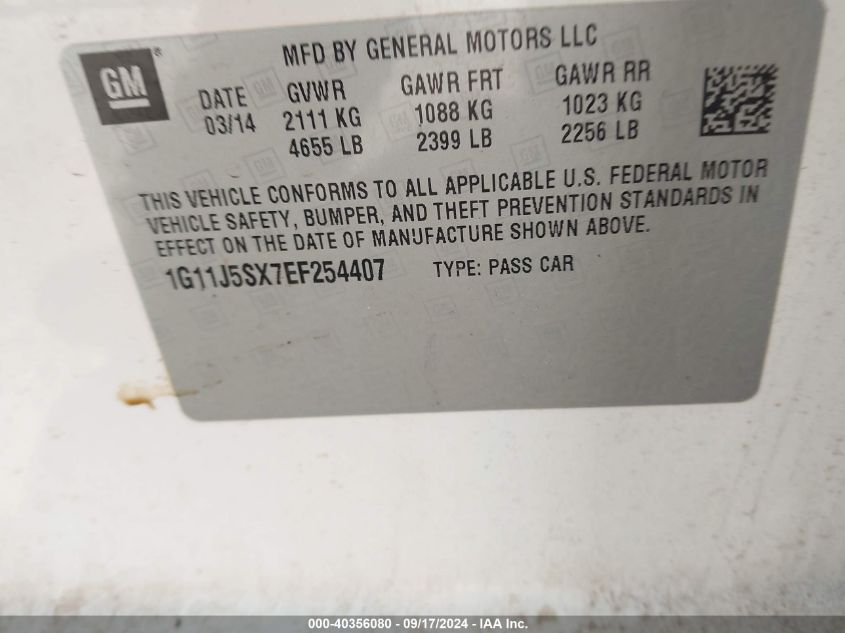 GM ®
MFD BY GENERAL MOTORS LLC
DATE GVWR GAWR FRT GAWR RR
03/14 2111 KG 1088 KG 1023 KG
4655 LB 2399 LB 2256 LB
THIS VEHICLE CONFORMS TO ALL APPLICABLE U.S. FEDERAL MOTOR
VEHICLE SAFETY, BUMPER, AND THEFT PREVENTION STANDARDS IN
EFFECT ON THE DATE OF MANUFACTURE SHOWN ABOVE.
1G11J5SX7EF254407 TYPE: PASS CAR
000-40356080 - 09/17/2024 - IAA Inc.